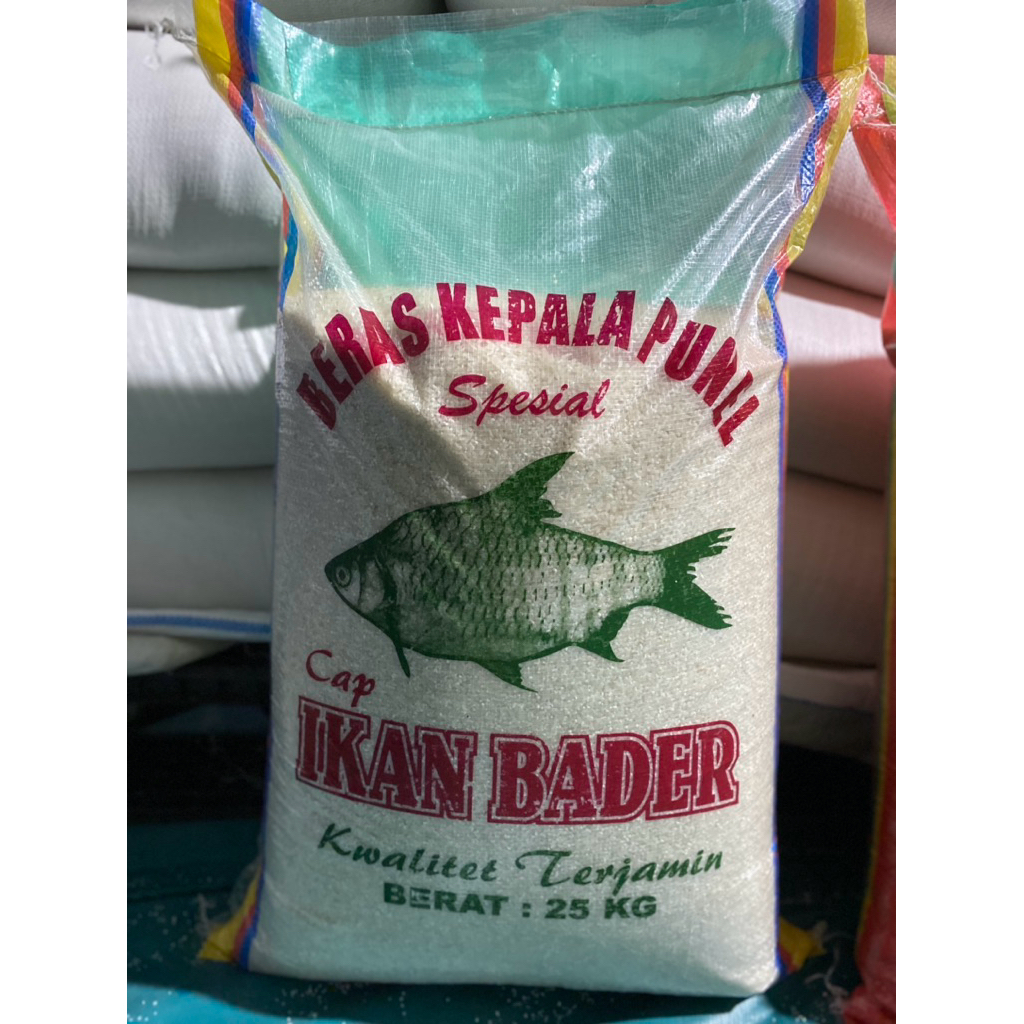 BERAS KEPALA PUNEL
Spesial
Cap
IKAN BADER
Kwalitet Terjamin
BERAT : 25 KG